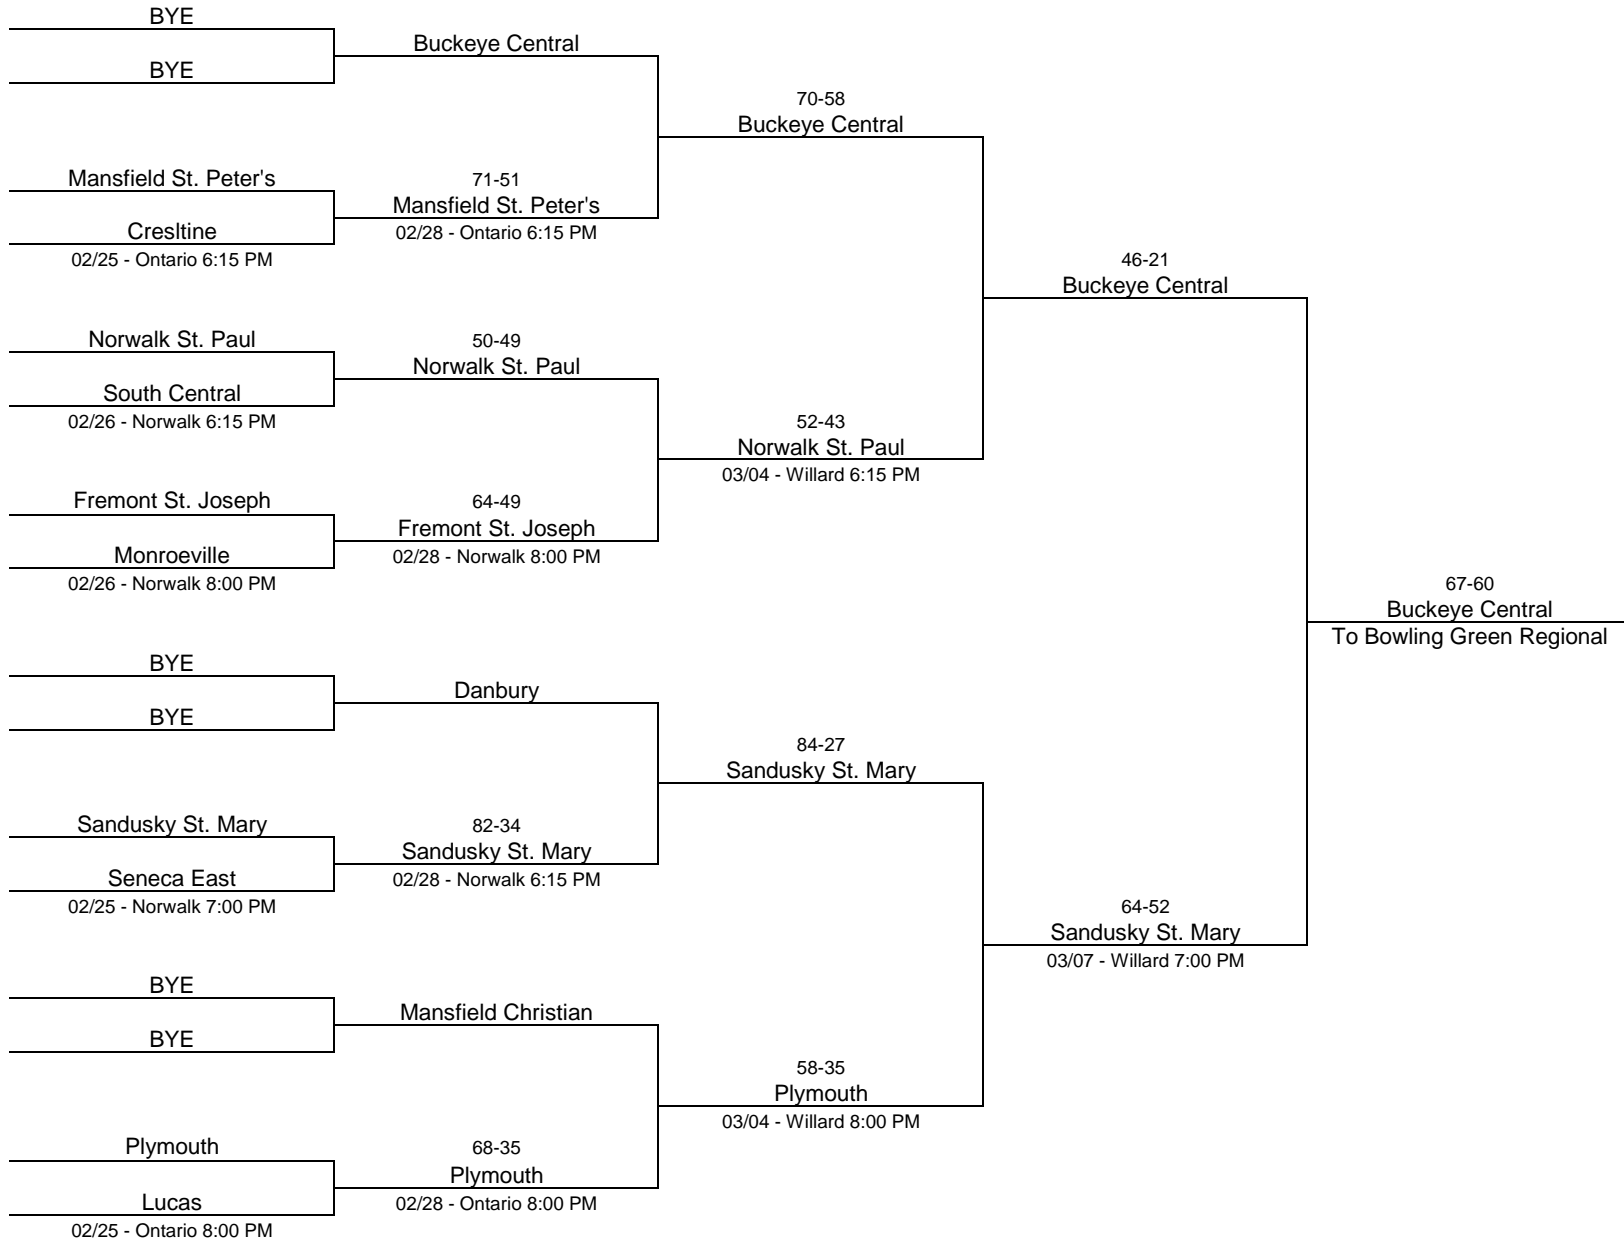 BYE
BYE
Mansfield St. Peter's
Cresltine
02/25 - Ontario 6:15 PM
Norwalk St. Paul
South Central
02/26 - Norwalk 6:15 PM
Fremont St. Joseph
Monroeville
02/26 - Norwalk 8:00 PM
BYE
BYE
Sandusky St. Mary
Seneca East
02/25 - Norwalk 7:00 PM
BYE
BYE
Plymouth
Lucas
02/25 - Ontario 8:00 PM
Buckeye Central
71-51
Mansfield St. Peter's
02/28 - Ontario 6:15 PM
50-49
Norwalk St. Paul
64-49
Fremont St. Joseph
02/28 - Norwalk 8:00 PM
Danbury
82-34
Sandusky St. Mary
02/28 - Norwalk 6:15 PM
Mansfield Christian
68-35
Plymouth
02/28 - Ontario 8:00 PM
70-58
Buckeye Central
52-43
Norwalk St. Paul
03/04 - Willard 6:15 PM
84-27
Sandusky St. Mary
58-35
Plymouth
03/04 - Willard 8:00 PM
46-21
Buckeye Central
64-52
Sandusky St. Mary
03/07 - Willard 7:00 PM
67-60
Buckeye Central
To Bowling Green Regional